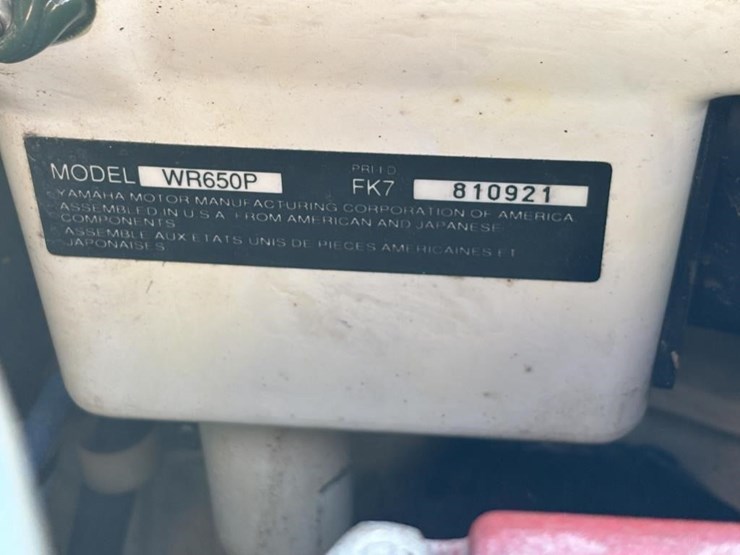 MODEL WR650P PRI I.D. FK7 810921
YAMAHA MOTOR MANUFACTURING CORPORATION OF AMERICA
ASSEMBLED IN U.S.A. FROM AMERICAN AND JAPANESE
COMPONENTS
ASSEMBLE AUX ETATS UNIS DE PIECES AMERICAINES ET
JAPONAISES